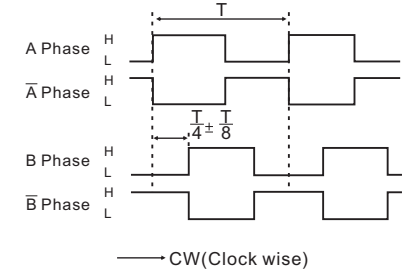 T
A Phase H
L
A̅ Phase H
L
T/4 ± T/8
B Phase H
L
B̅ Phase H
L
CW(Clock wise)